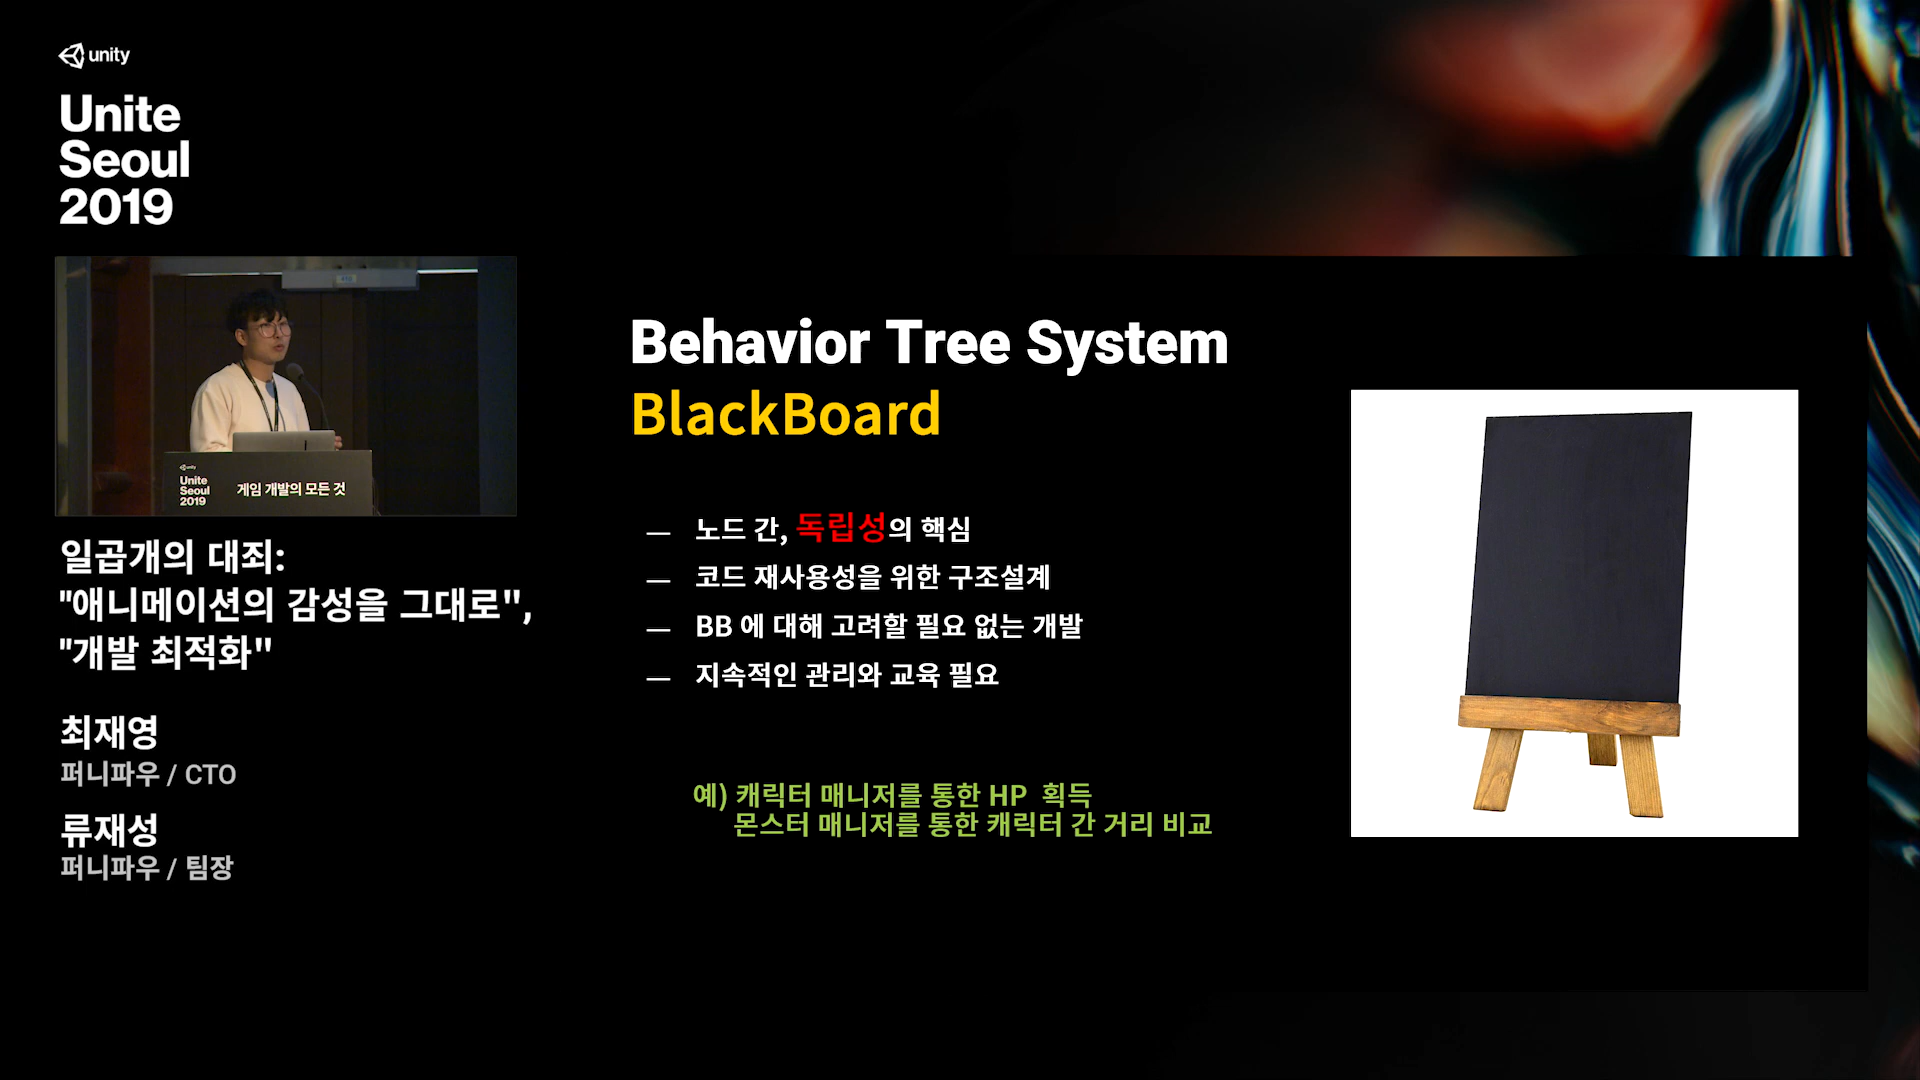 unity
Unite
Seoul
2019
unity
Unite
Seoul
2019
게임 개발의 모든 것
일곱개의 대죄:
"애니메이션의 감성을 그대로",
"개발 최적화"
최재영
퍼니파우 / CTO
류재성
퍼니파우 / 팀장
Behavior Tree System
BlackBoard
— 노드 간, 독립성의 핵심
— 코드 재사용성을 위한 구조설계
— BB 에 대해 고려할 필요 없는 개발
— 지속적인 관리와 교육 필요
예) 캐릭터 매니저를 통한 HP 획득
몬스터 매니저를 통한 캐릭터 간 거리 비교